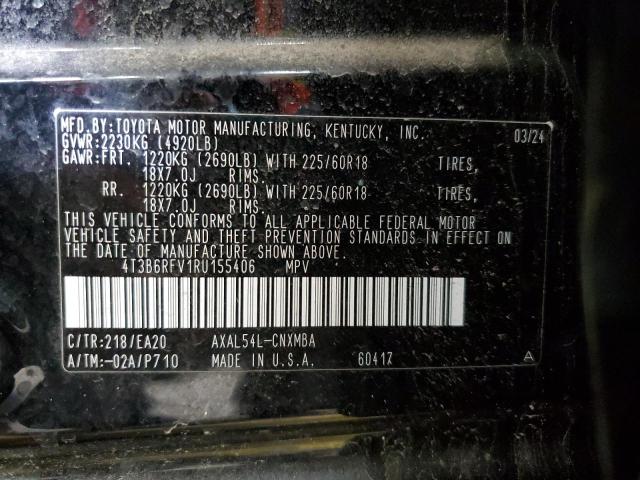 MFD.BY:TOYOTA MOTOR MANUFACTURING, KENTUCKY, INC. 03/24
GVWR:2230KG (4920LB)
GAWR:FRT. 1220KG (2690LB) WITH 225/60R18 TIRES,
18X7.0J RIMS.
RR. 1220KG (2690LB) WITH 225/60R18 TIRES,
18X7.0J RIMS.
THIS VEHICLE CONFORMS TO ALL APPLICABLE FEDERAL MOTOR
VEHICLE SAFETY AND THEFT PREVENTION STANDARDS IN EFFECT ON
THE DATE OF MANUFACTURE SHOWN ABOVE.
4T3B6RFV1RU155406 MPV
C/TR:218/EA20 AXAL54L-CNXMBA
A/TM:-02A/P710 MADE IN U.S.A. 60417 A